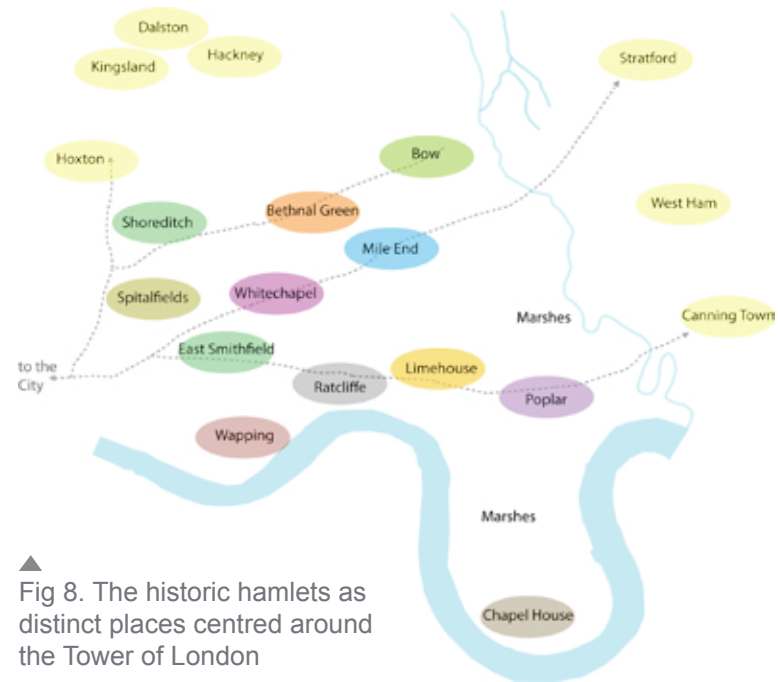 Dalston
Hackney
Kingsland
Stratford
Hoxton
Bow
Bethnal Green
West Ham
Shoreditch
Mile End
Whitechapel
Spitalfields
Marshes
Canning Town
East Smithfield
to the
City
Limehouse
Ratcliffe
Poplar
Wapping
Marshes
Chapel House
Fig 8. The historic hamlets as
distinct places centred around
the Tower of London